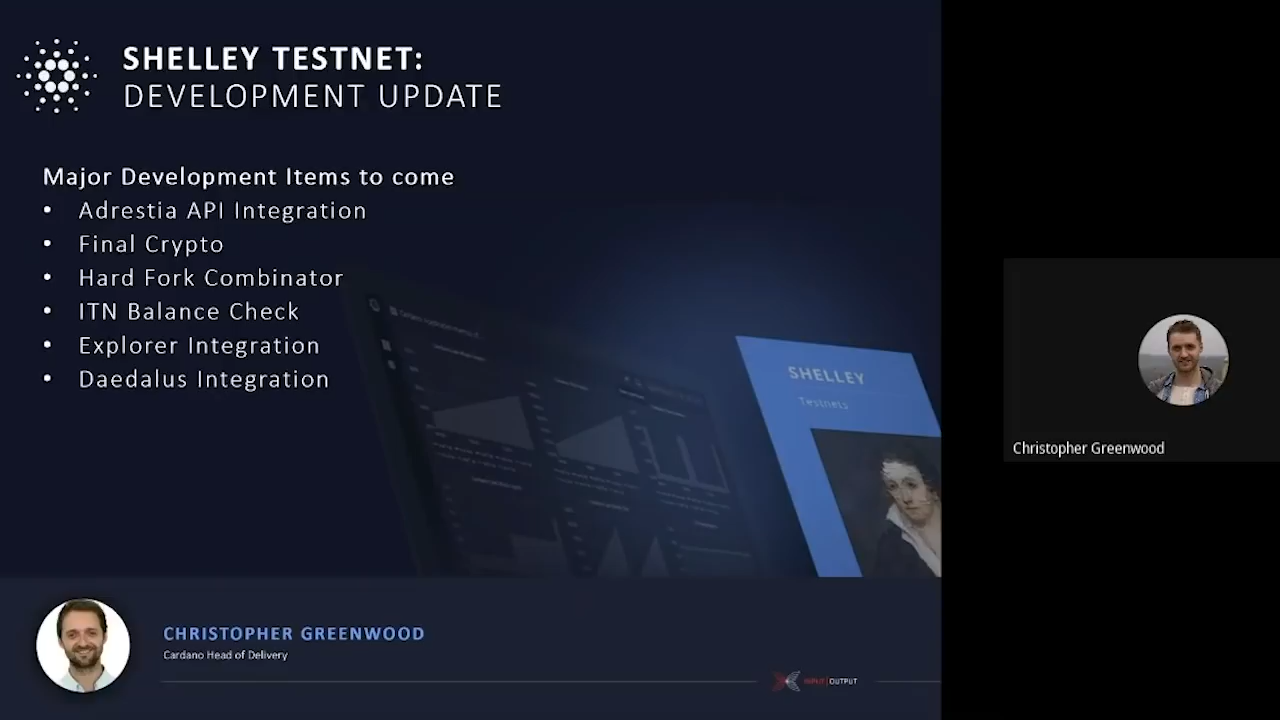 SHELLEY TESTNET:
DEVELOPMENT UPDATE
Major Development Items to come
• Adrestia API Integration
• Final Crypto
• Hard Fork Combinator
• ITN Balance Check
• Explorer Integration
• Daedalus Integration
SHELLEY
Testnets
Christopher Greenwood
CHRISTOPHER GREENWOOD
Cardano Head of Delivery
INPUT OUTPUT